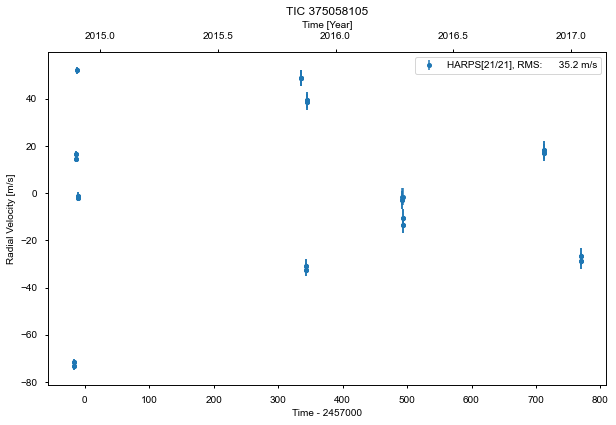 TIC 375058105
Time [Year]
2015.0 2015.5 2016.0 2016.5 2017.0
HARPS[21/21], RMS: 35.2 m/s
Radial Velocity [m/s]
40
20
0
−20
−40
−60
−80
0 100 200 300 400 500 600 700 800
Time - 2457000